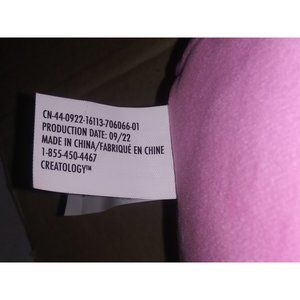 CN-44-0922-16113-706066-01
PRODUCTION DATE: 09/22
MADE IN CHINA/FABRIQUÉ EN CHINE
1-855-450-4467
CREATOLOGY™